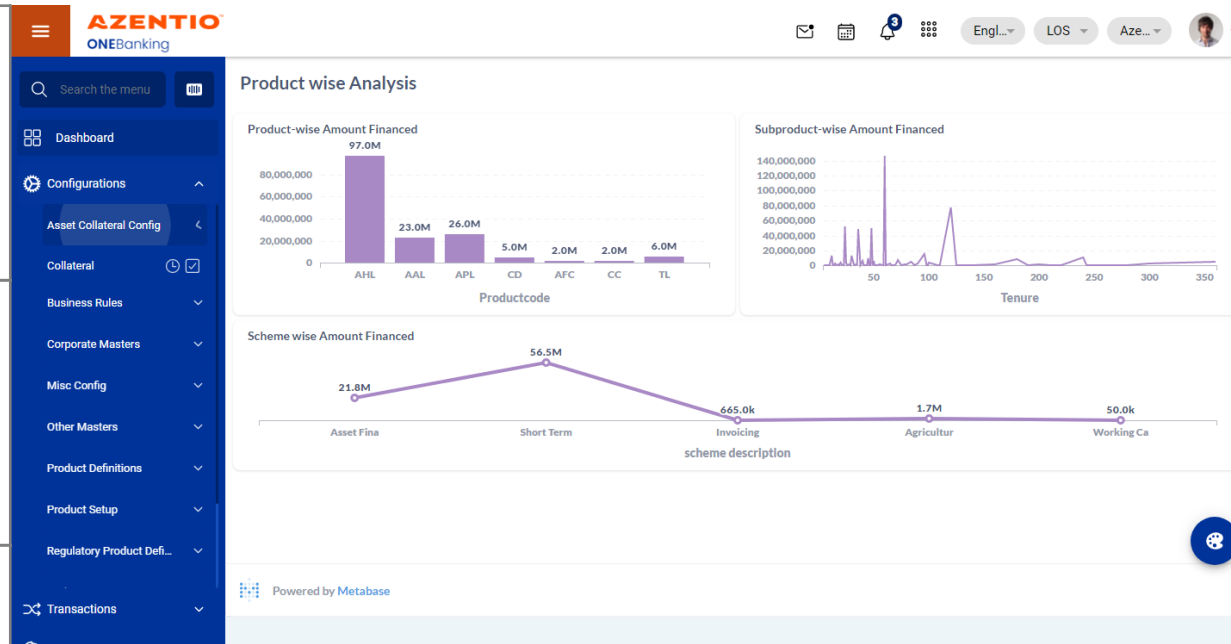 AZENTIO
ONEBanking
3
Engl...
LOS
Aze...
Search the menu
Dashboard
Configurations
Asset Collateral Config
Collateral
Business Rules
Corporate Masters
Misc Config
Other Masters
Product Definitions
Product Setup
Regulatory Product Defi...
Transactions
Product wise Analysis
Product-wise Amount Financed
97.0M
80,000,000
60,000,000
40,000,000
20,000,000
0
23.0M 26.0M 5.0M 2.0M 2.0M 6.0M
AHL AAL APL CD AFC CC TL
Productcode
Subproduct-wise Amount Financed
140,000,000
120,000,000
100,000,000
80,000,000
60,000,000
40,000,000
20,000,000
0
50 100 150 200 250 300 350
Tenure
Scheme wise Amount Financed
21.8M 56.5M 665.0k 1.7M 50.0k
Asset Fina Short Term Invoicing Agricultur Working Ca
scheme description
Powered by Metabase